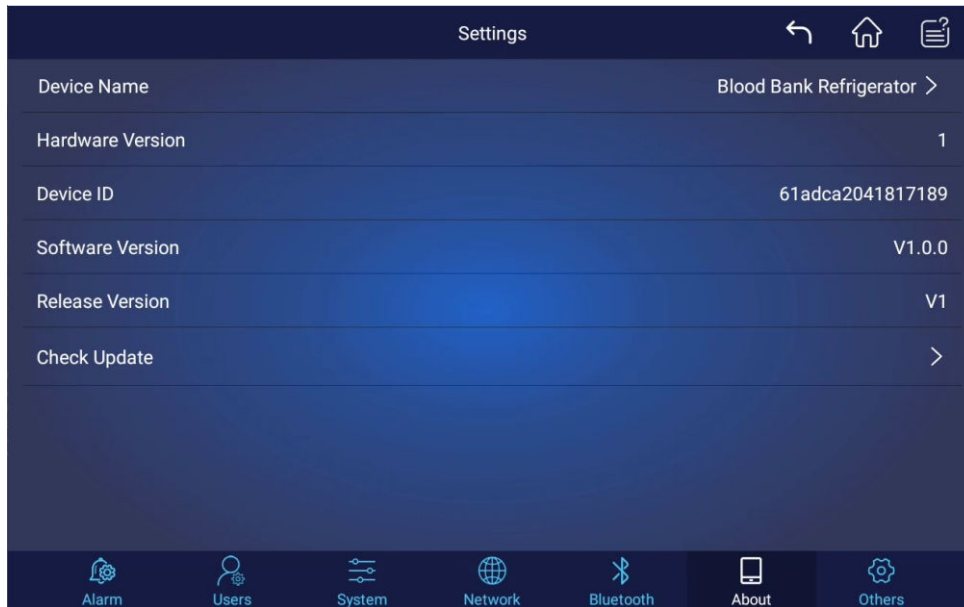 Settings
Device Name Blood Bank Refrigerator >
Hardware Version 1
Device ID 61adca2041817189
Software Version V1.0.0
Release Version V1
Check Update >
Alarm Users System Network Bluetooth About Others